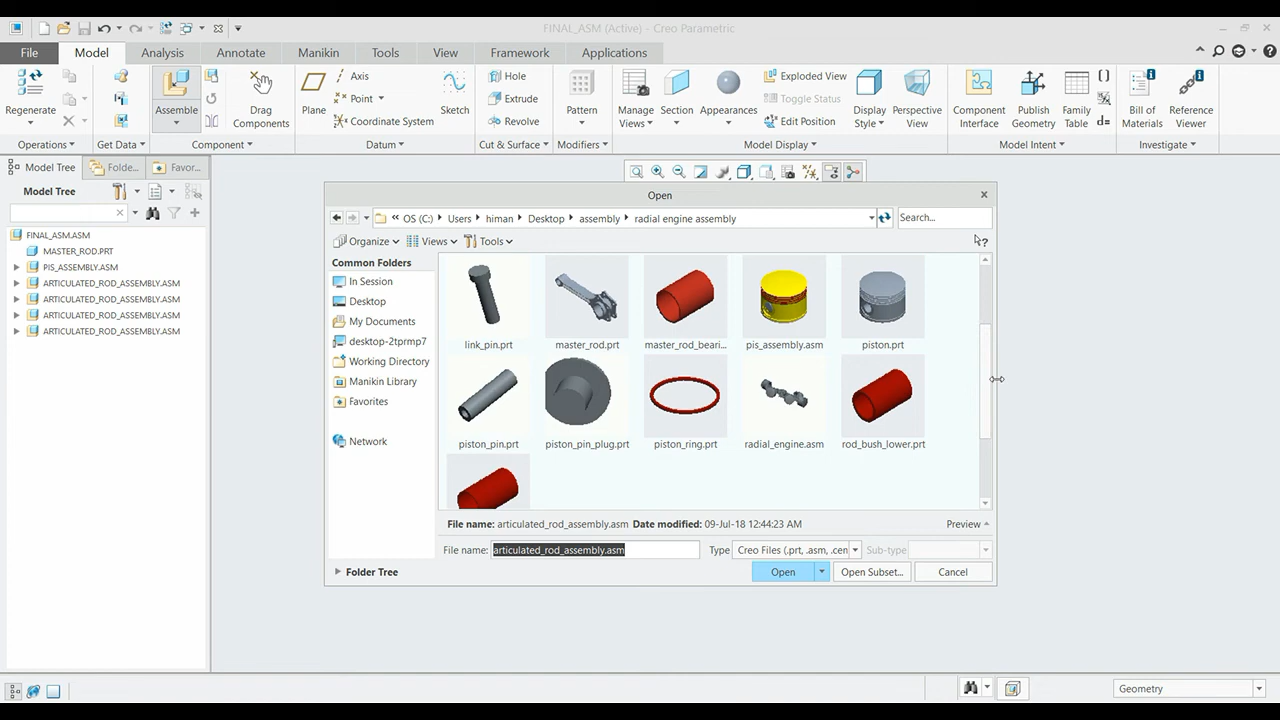 FINAL_ASM (Active) - Creo Parametric
File Model Analysis Annotate Manikin Tools View Framework Applications
Regenerate
Assemble
Drag Components
Plane
Axis
Point
Coordinate System
Sketch
Hole
Extrude
Revolve
Pattern
Manage Views
Section
Appearances
Exploded View
Toggle Status
Edit Position
Display Style
Perspective View
Component Interface
Publish Geometry
Family Table
Bill of Materials
Reference Viewer
Operations Get Data Component Datum Cut & Surface Modifiers Model Display Model Intent Investigate
Model Tree Folde... Favor...
Model Tree
FINAL_ASM.ASM
MASTER_ROD.PRT
PIS_ASSEMBLY.ASM
ARTICULATED_ROD_ASSEMBLY.ASM
ARTICULATED_ROD_ASSEMBLY.ASM
ARTICULATED_ROD_ASSEMBLY.ASM
ARTICULATED_ROD_ASSEMBLY.ASM
Open
OS (C:) Users himan Desktop assembly radial engine assembly
Search...
Organize Views Tools
Common Folders
In Session
Desktop
My Documents
desktop-2tprmp7
Working Directory
Manikin Library
Favorites
Network
link_pin.prt master_rod.prt master_rod_beari... pis_assembly.asm piston.prt
piston_pin.prt piston_pin_plug.prt piston_ring.prt radial_engine.asm rod_bush_lower.prt
File name: articulated_rod_assembly.asm Date modified: 09-Jul-18 12:44:23 AM Preview
File name: articulated_rod_assembly.asm Type Creo Files (.prt, .asm, .cen Sub-type
Folder Tree Open Open Subset... Cancel
Geometry